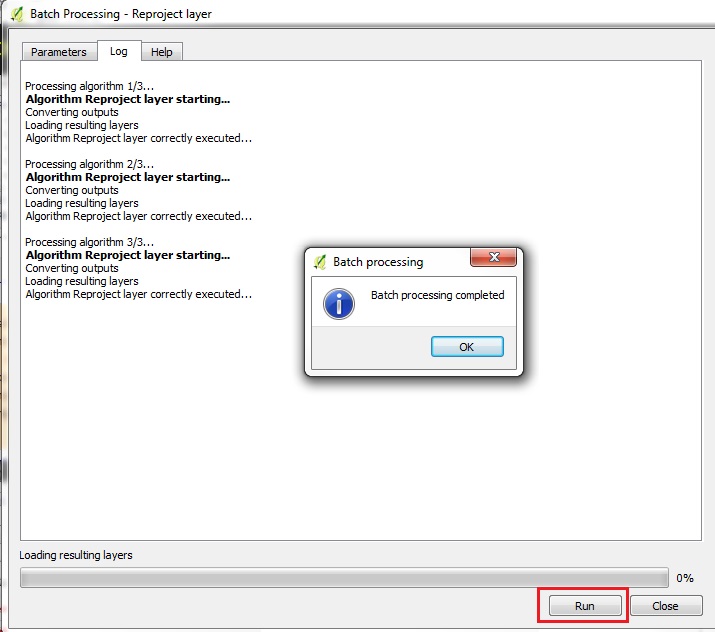 Batch Processing - Reproject layer
Parameters Log Help
Processing algorithm 1/3...
Algorithm Reproject layer starting...
Converting outputs
Loading resulting layers
Algorithm Reproject layer correctly executed...
Processing algorithm 2/3...
Algorithm Reproject layer starting...
Converting outputs
Loading resulting layers
Algorithm Reproject layer correctly executed...
Processing algorithm 3/3...
Algorithm Reproject layer starting...
Converting outputs
Loading resulting layers
Algorithm Reproject layer correctly executed...
Batch processing
Batch processing completed
OK
Loading resulting layers
0%
Run Close